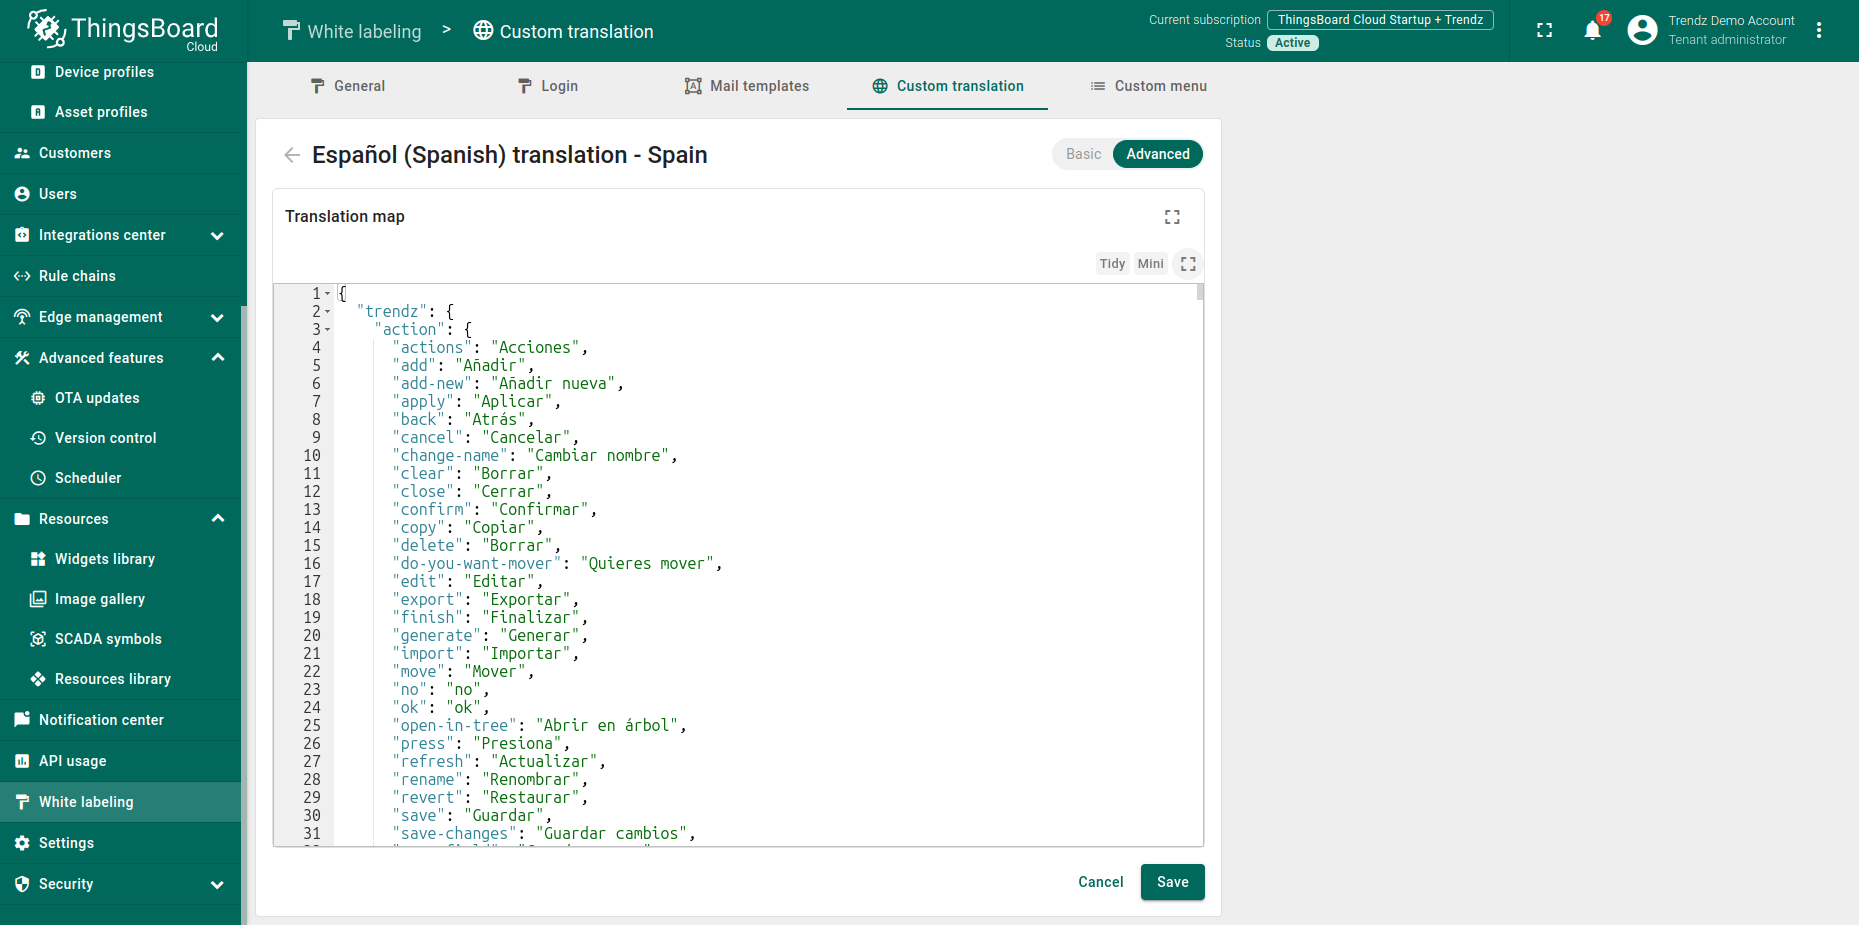 ThingsBoard
Cloud
White labeling > Custom translation
Current subscription ThingsBoard Cloud Startup + Trendz
Status Active
17
Trendz Demo Account
Tenant administrator
Device profiles
Asset profiles
Customers
Users
Integrations center
Rule chains
Edge management
Advanced features
OTA updates
Version control
Scheduler
Resources
Widgets library
Image gallery
SCADA symbols
Resources library
Notification center
API usage
White labeling
Settings
Security
General
Login
Mail templates
Custom translation
Custom menu
Español (Spanish) translation - Spain
Basic
Advanced
Translation map
Tidy
Mini
1 {
2 "trendz": {
3 "action": {
4 "actions": "Acciones",
5 "add": "Añadir",
6 "add-new": "Añadir nueva",
7 "apply": "Aplicar",
8 "back": "Atrás",
9 "cancel": "Cancelar",
10 "change-name": "Cambiar nombre",
11 "clear": "Borrar",
12 "close": "Cerrar",
13 "confirm": "Confirmar",
14 "copy": "Copiar",
15 "delete": "Borrar",
16 "do-you-want-mover": "Quieres mover",
17 "edit": "Editar",
18 "export": "Exportar",
19 "finish": "Finalizar",
20 "generate": "Generar",
21 "import": "Importar",
22 "move": "Mover",
23 "no": "no",
24 "ok": "ok",
25 "open-in-tree": "Abrir en árbol",
26 "press": "Presiona",
27 "refresh": "Actualizar",
28 "rename": "Renombrar",
29 "revert": "Restaurar",
30 "save": "Guardar",
31 "save-changes": "Guardar cambios",
Cancel
Save